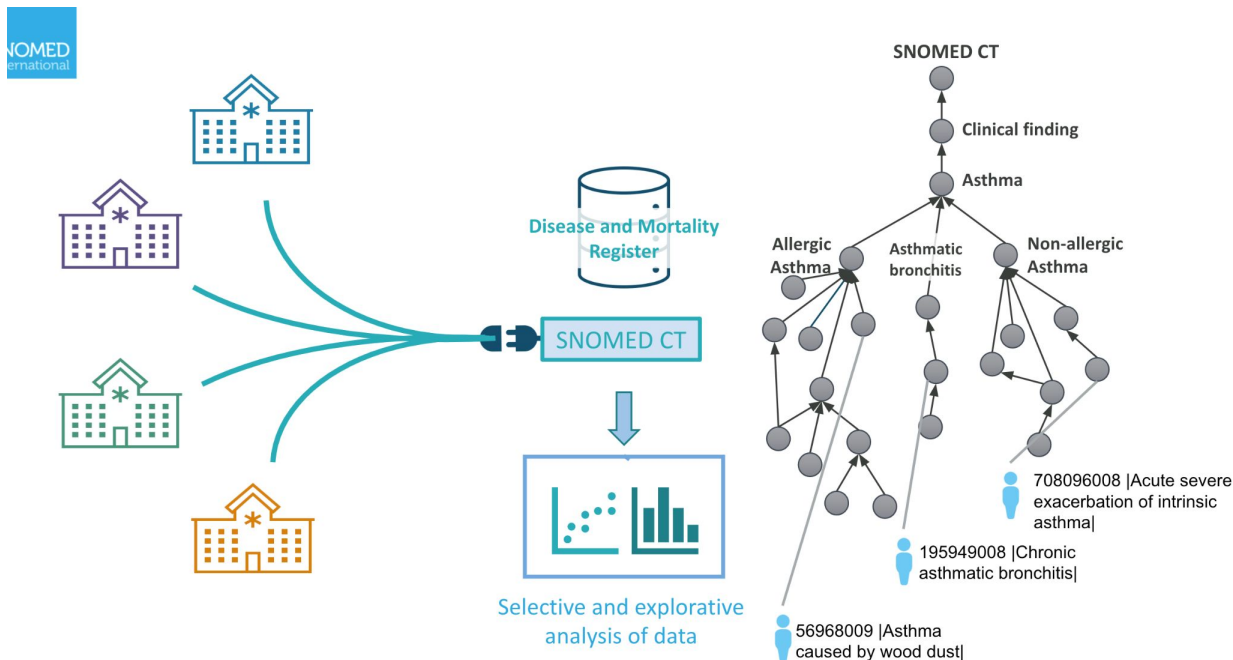 NOMED
ernational
SNOMED CT
Clinical finding
Asthma
Allergic
Asthma
Asthmatic
bronchitis
Non-allergic
Asthma
Disease and Mortality
Register
SNOMED CT
Selective and explorative
analysis of data
708096008 |Acute severe
exacerbation of intrinsic
asthma|
195949008 |Chronic
asthmatic bronchitis|
56968009 |Asthma
caused by wood dust|